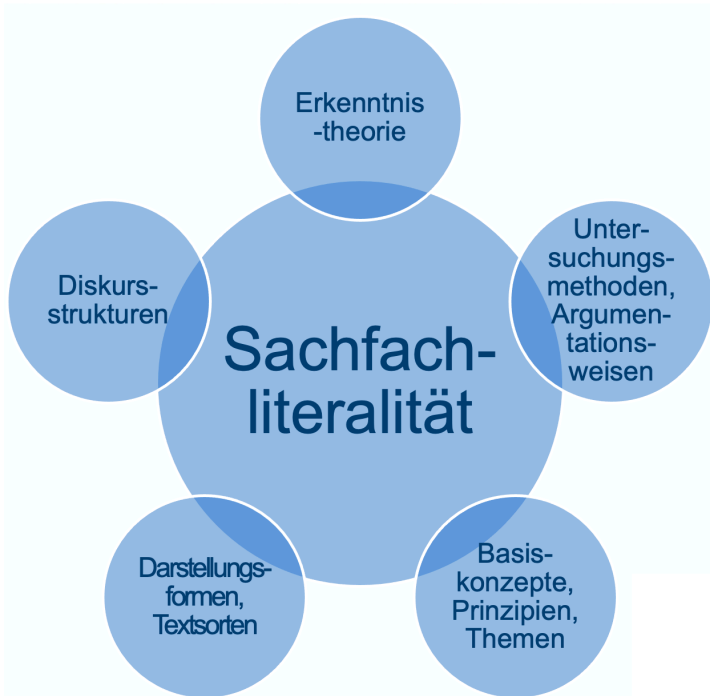 Erkenntnis
-theorie
Unter-
suchungs-
methoden,
Argumen-
tations-
weisen
Diskurs-
strukturen
Sachfach-
literalität
Darstellungs-
formen,
Textsorten
Basis-
konzepte,
Prinzipien,
Themen